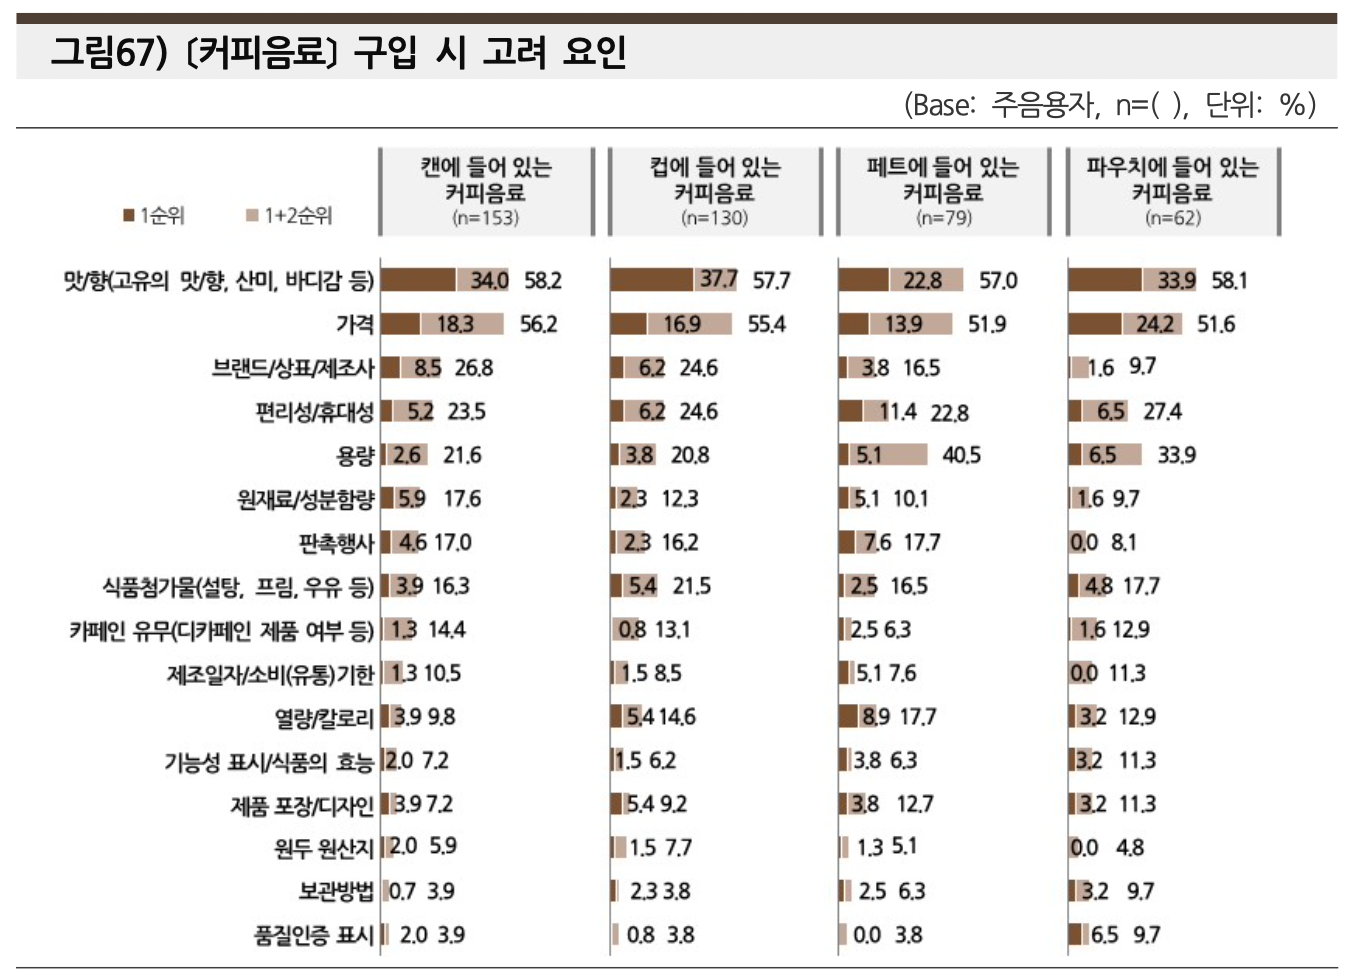 그림67) 〔커피음료〕 구입 시 고려 요인
(Base: 주음용자, n=( ), 단위: %)
■ 1순위 ■ 1+2순위
캔에 들어 있는 커피음료 (n=153)
컵에 들어 있는 커피음료 (n=130)
페트에 들어 있는 커피음료 (n=79)
파우치에 들어 있는 커피음료 (n=62)
맛/향(고유의 맛/향, 산미, 바디감 등) 34.0 58.2 37.7 57.7 22.8 57.0 33.9 58.1
가격 18.3 56.2 16.9 55.4 13.9 51.9 24.2 51.6
브랜드/상표/제조사 8.5 26.8 6.2 24.6 3.8 16.5 1.6 9.7
편리성/휴대성 5.2 23.5 6.2 24.6 11.4 22.8 6.5 27.4
용량 2.6 21.6 3.8 20.8 5.1 40.5 6.5 33.9
원재료/성분함량 5.9 17.6 2.3 12.3 5.1 10.1 1.6 9.7
판촉행사 4.6 17.0 2.3 16.2 7.6 17.7 0.0 8.1
식품첨가물(설탕, 프림, 우유 등) 3.9 16.3 5.4 21.5 2.5 16.5 4.8 17.7
카페인 유무(디카페인 제품 여부 등) 1.3 14.4 0.8 13.1 2.5 6.3 1.6 12.9
제조일자/소비(유통)기한 1.3 10.5 1.5 8.5 5.1 7.6 0.0 11.3
열량/칼로리 3.9 9.8 5.4 14.6 8.9 17.7 3.2 12.9
기능성 표시/식품의 효능 2.0 7.2 1.5 6.2 3.8 6.3 3.2 11.3
제품 포장/디자인 3.9 7.2 5.4 9.2 3.8 12.7 3.2 11.3
원두 원산지 2.0 5.9 1.5 7.7 1.3 5.1 0.0 4.8
보관방법 0.7 3.9 2.3 3.8 2.5 6.3 3.2 9.7
품질인증 표시 2.0 3.9 0.8 3.8 0.0 3.8 6.5 9.7